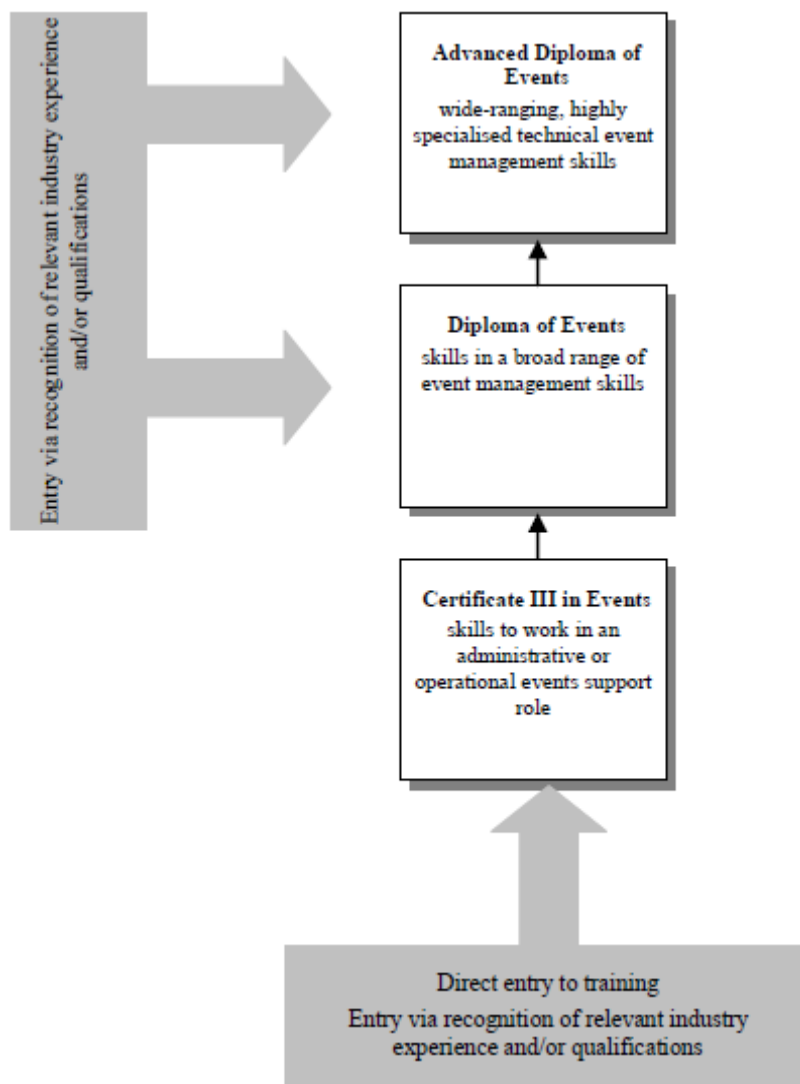 Entry via recognition of relevant industry experience
and/or qualifications
Advanced Diploma of
Events
wide-ranging, highly
specialised technical event
management skills
Diploma of Events
skills in a broad range of
event management skills
Certificate III in Events
skills to work in an
administrative or
operational events support
role
Direct entry to training
Entry via recognition of relevant industry
experience and/or qualifications